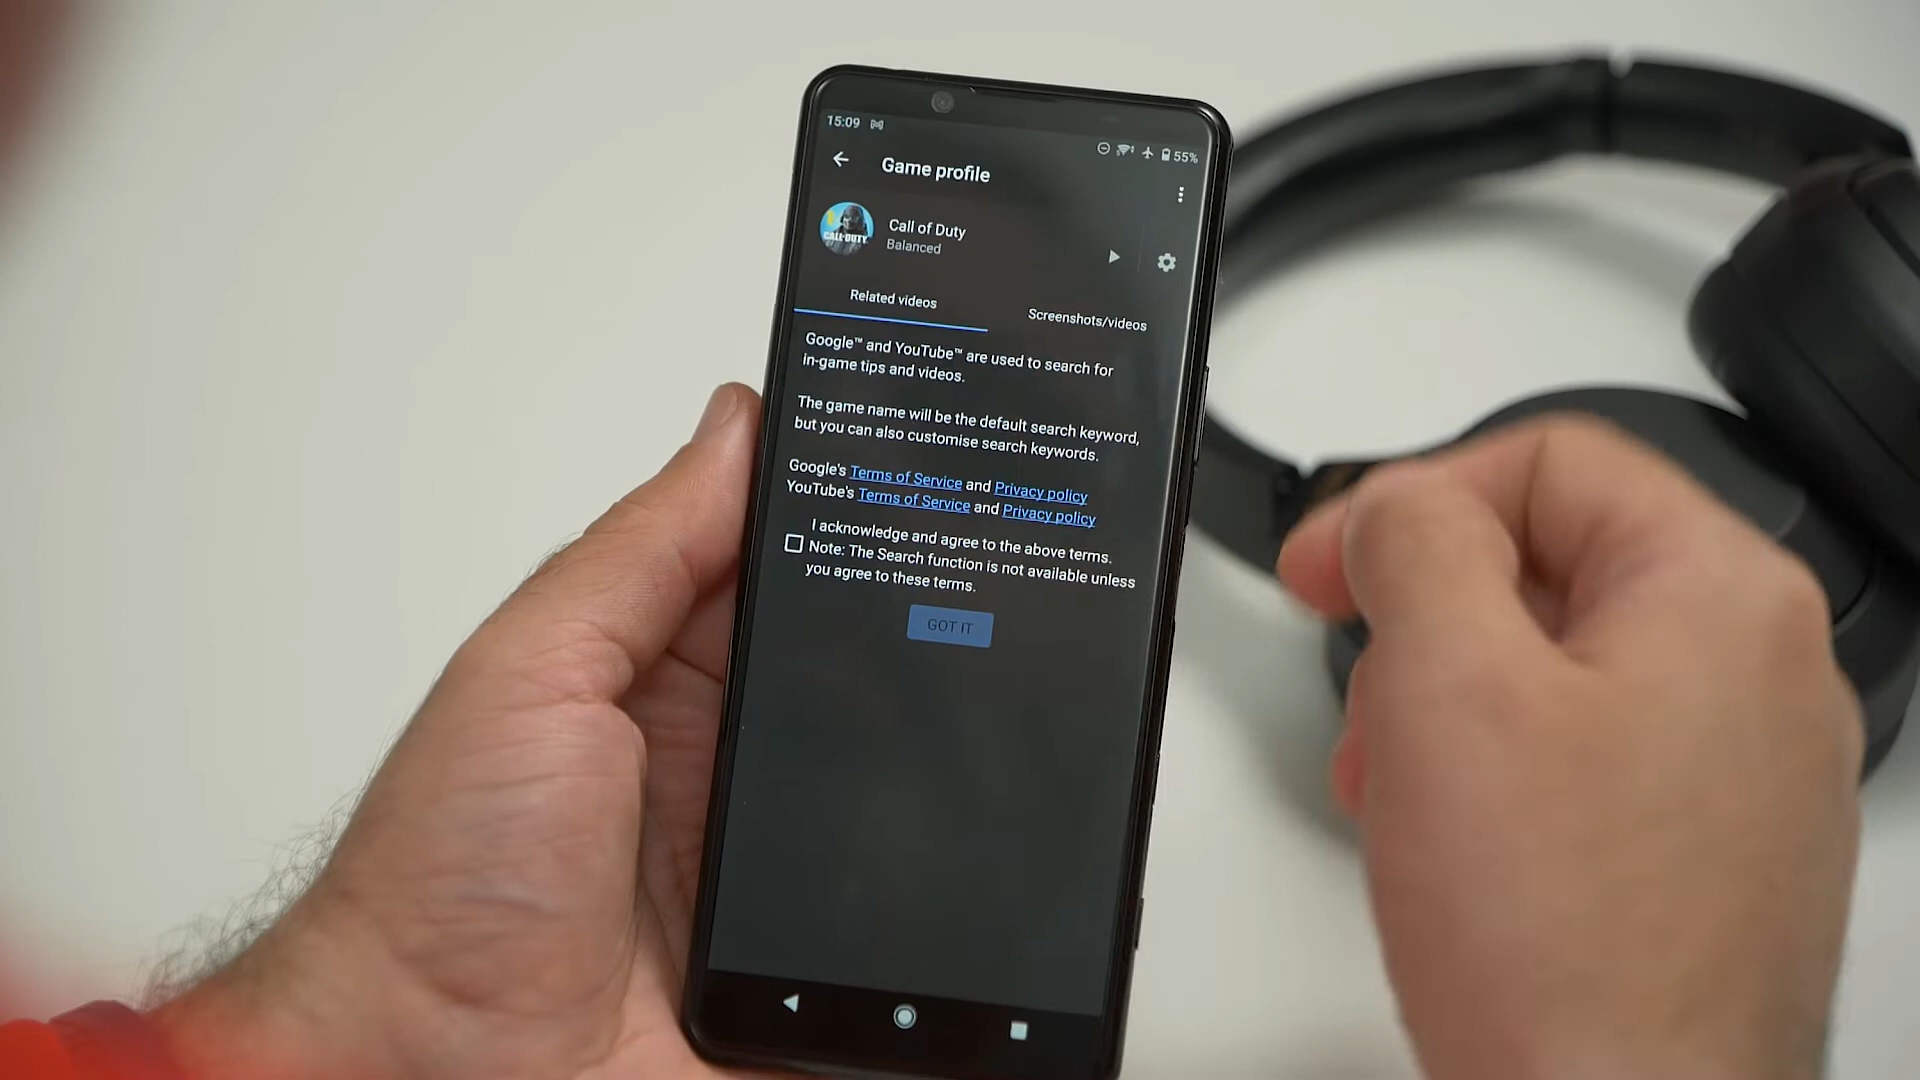 15:09
55%
Game profile
CALL·DUTY
Call of Duty
Balanced
Related videos
Screenshots/videos
Google™ and YouTube™ are used to search for
in-game tips and videos.
The game name will be the default search keyword,
but you can also customise search keywords.
Google's Terms of Service and Privacy policy
YouTube's Terms of Service and Privacy policy
I acknowledge and agree to the above terms.
Note: The Search function is not available unless
you agree to these terms.
GOT IT